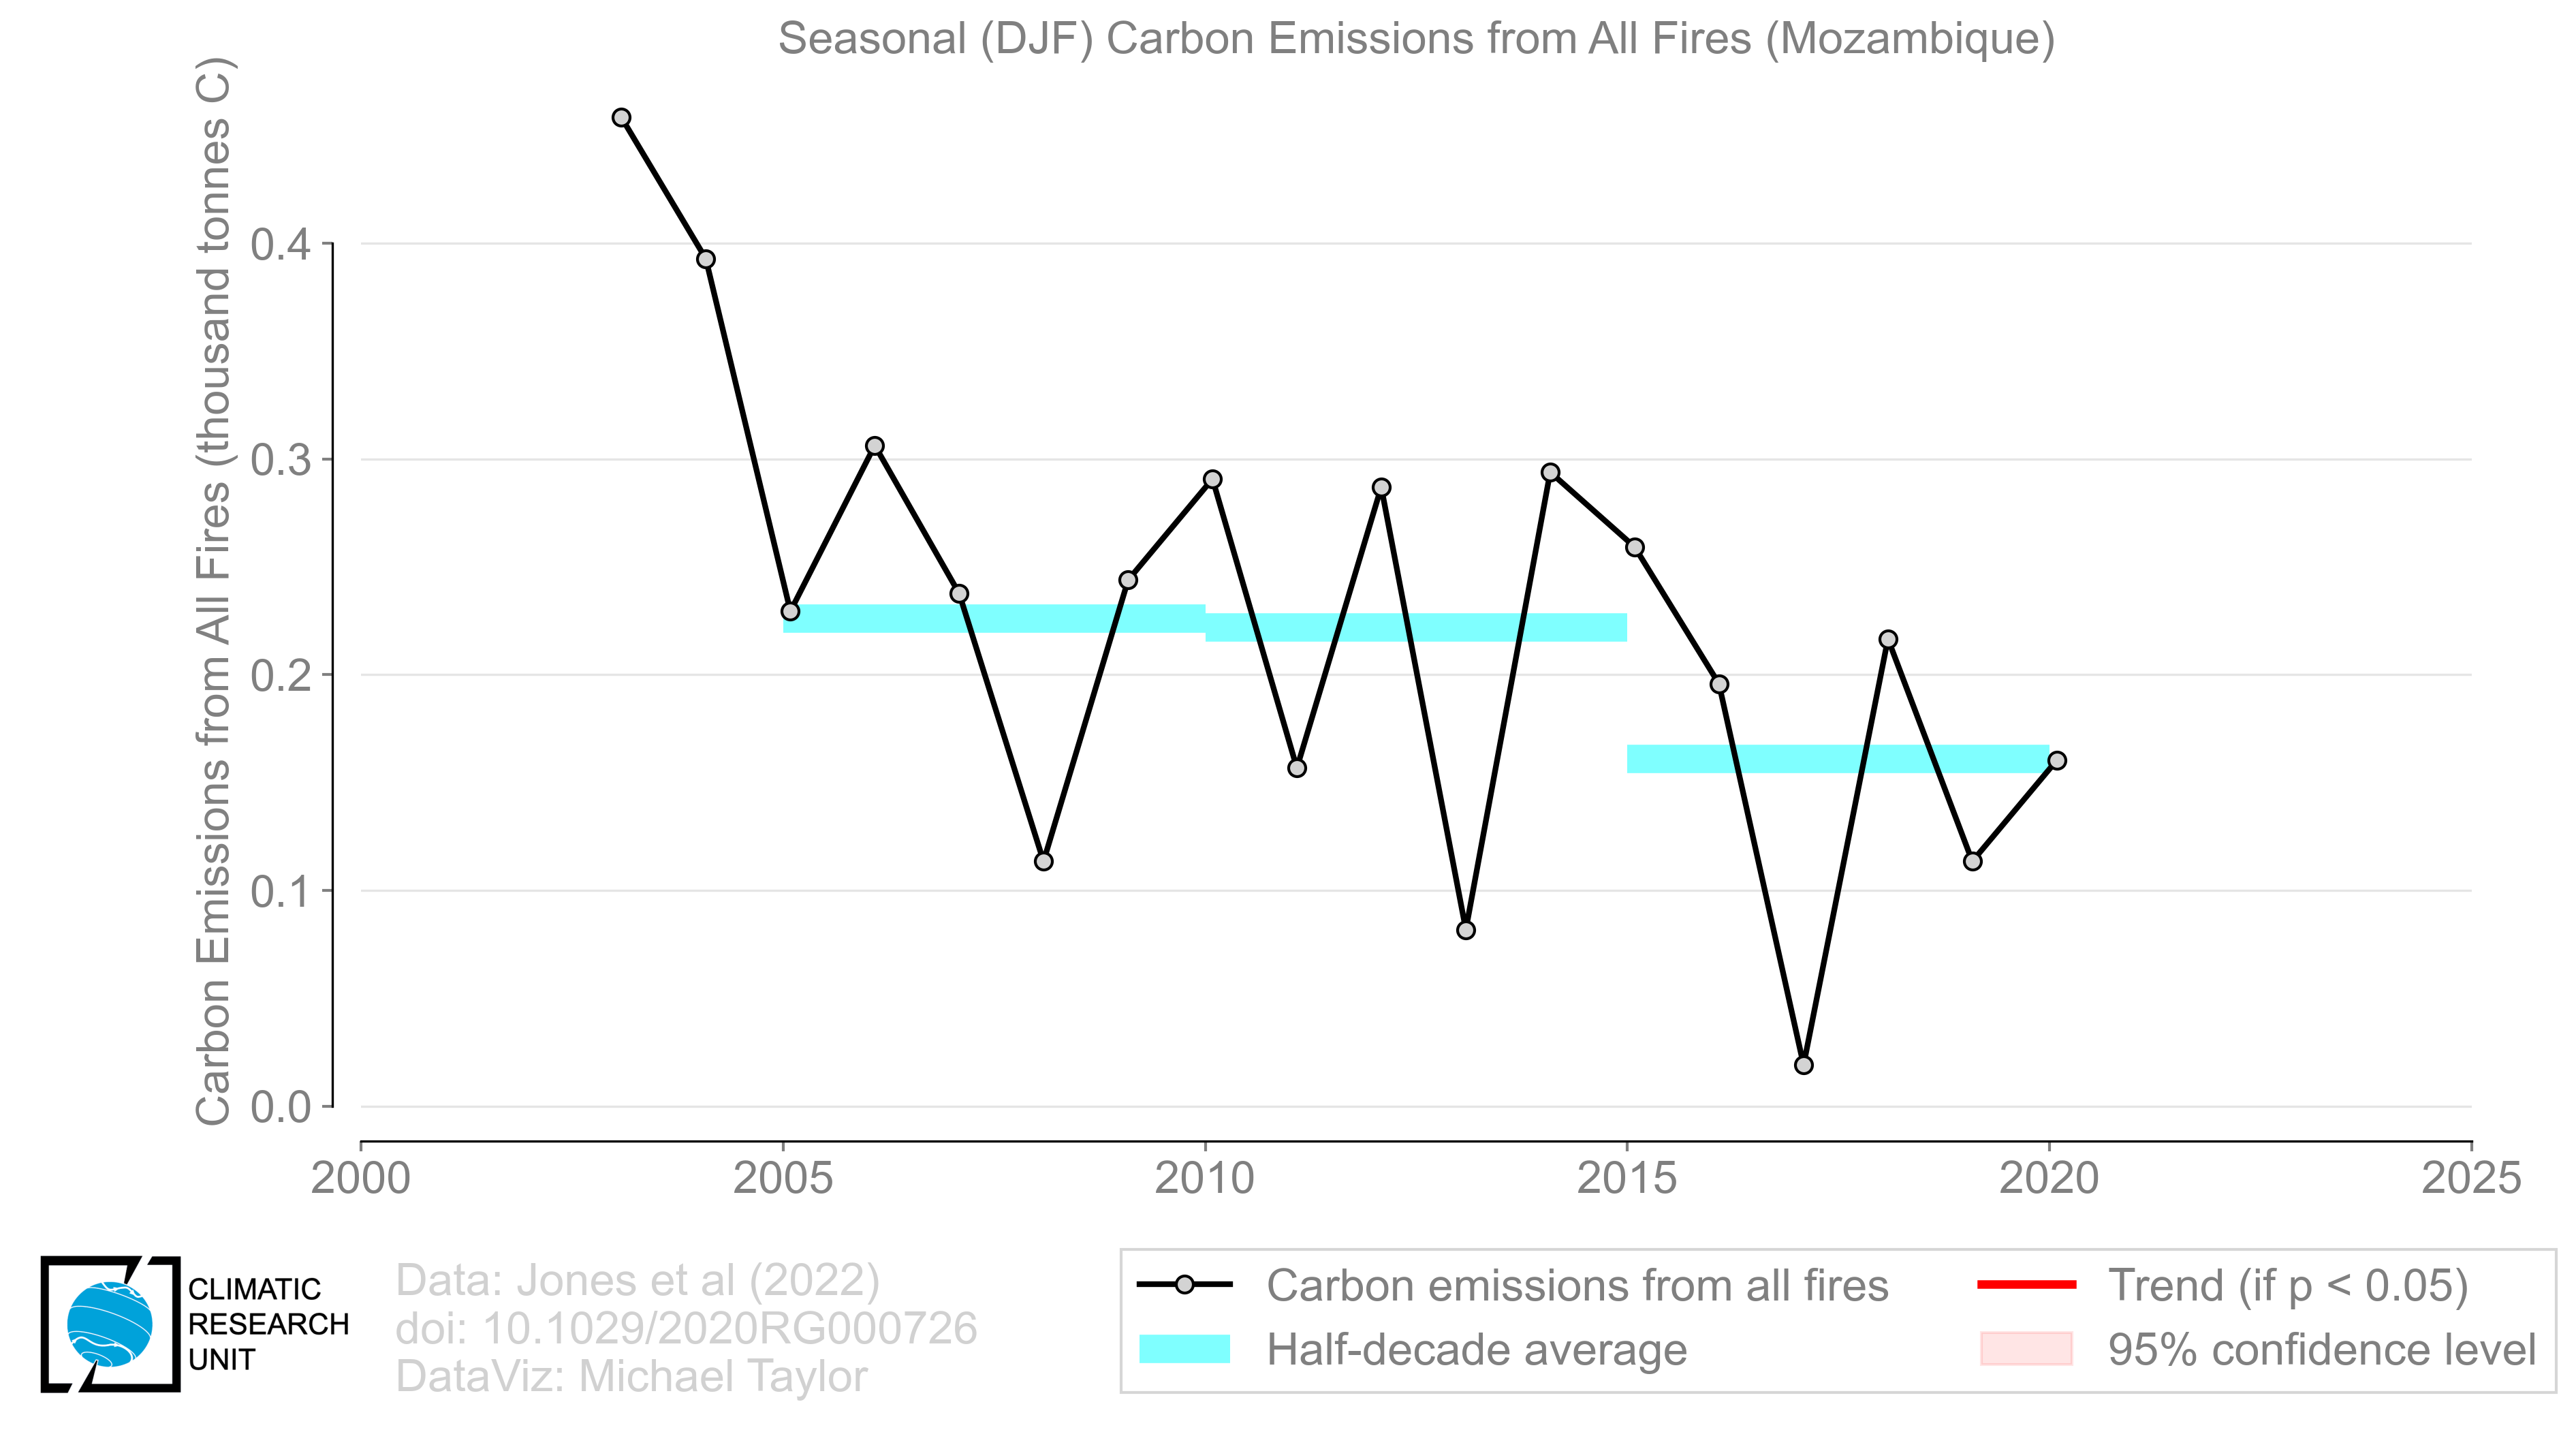 Seasonal (DJF) Carbon Emissions from All Fires (Mozambique)
Carbon Emissions from All Fires (thousand tonnes C)
0.4
0.3
0.2
0.1
0.0
2000
2005
2010
2015
2020
2025
CLIMATIC
RESEARCH
UNIT
Data: Jones et al (2022)
doi: 10.1029/2020RG000726
DataViz: Michael Taylor
Carbon emissions from all fires
Half-decade average
Trend (if p < 0.05)
95% confidence level